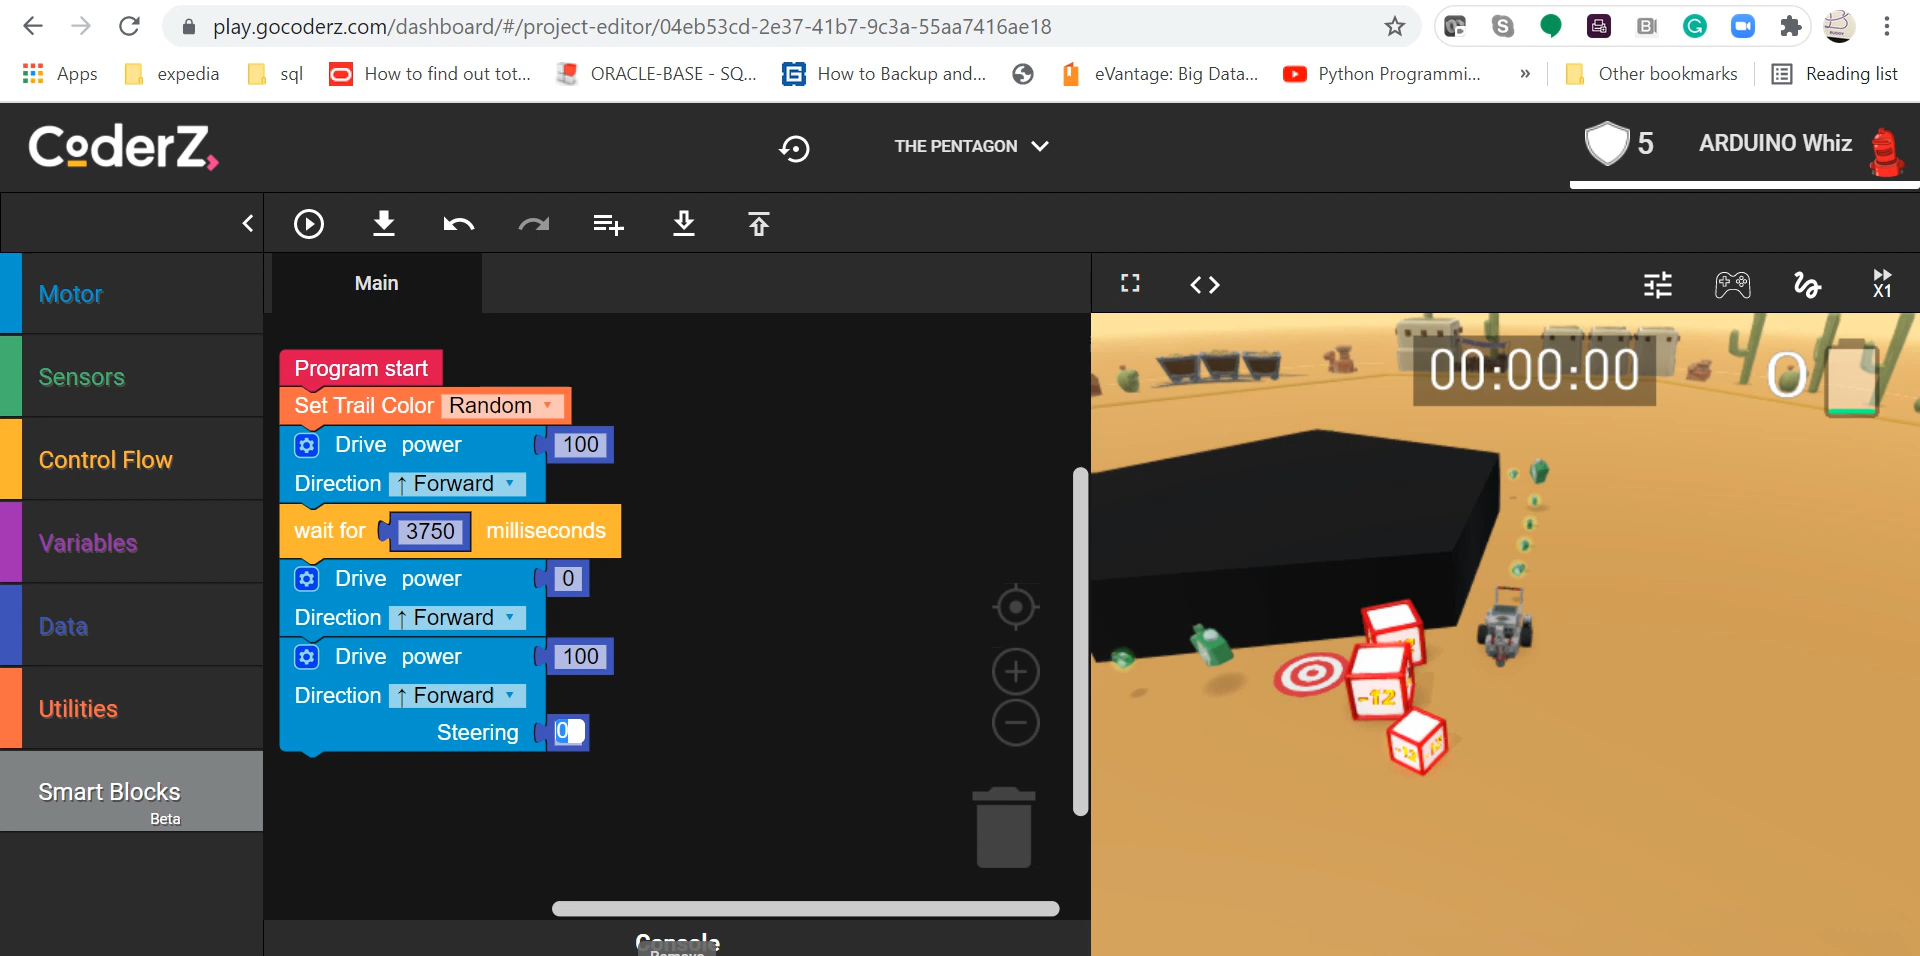 play.gocoderz.com/dashboard/#/project-editor/04eb53cd-2e37-41b7-9c3a-55aa7416ae18
Apps
expedia
sql
How to find out tot...
ORACLE-BASE - SQ...
How to Backup and...
eVantage: Big Data...
Python Programmi...
»
Other bookmarks
Reading list
CoderZ
THE PENTAGON
5
ARDUINO Whiz
Motor
Sensors
Control Flow
Variables
Data
Utilities
Smart Blocks
Beta
Main
X1
Program start
Set Trail Color Random
Drive power 100
Direction ↑ Forward
wait for 3750 milliseconds
Drive power 0
Direction ↑ Forward
Drive power 100
Direction ↑ Forward
Steering 0
Console
00:00:00
0
-12